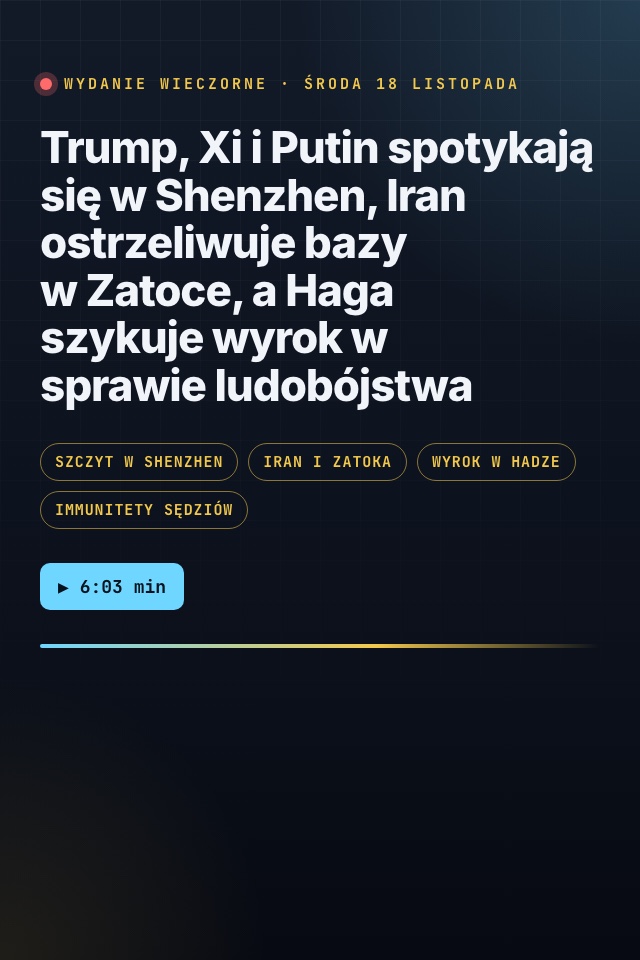 WYDANIE WIECZORNE · ŚRODA 18 LISTOPADA
Trump, Xi i Putin spotykają
się w Shenzhen, Iran
ostrzeliwuje bazy
w Zatoce, a Haga
szykuje wyrok w
sprawie ludobójstwa
SZCZYT W SHENZHEN
IRAN I ZATOKA
WYROK W HADZE
IMMUNITETY SĘDZIÓW
▶ 6:03 min